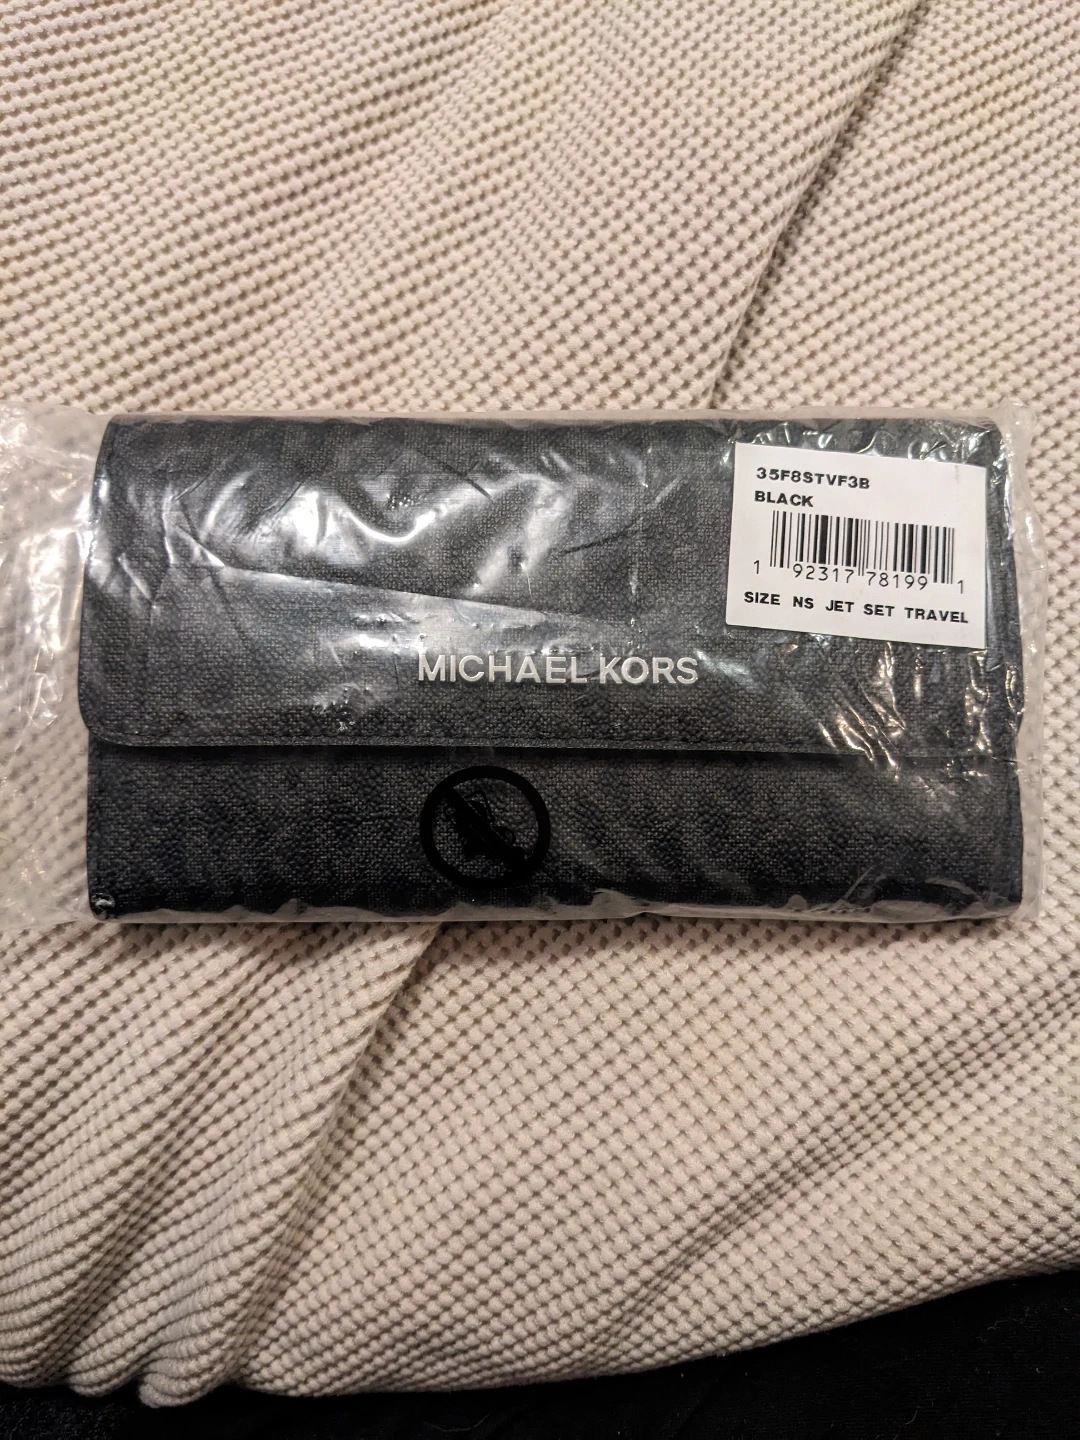 35F8STVF3B
BLACK
1 92317 78199 1
SIZE NS JET SET TRAVEL
MICHAEL KORS